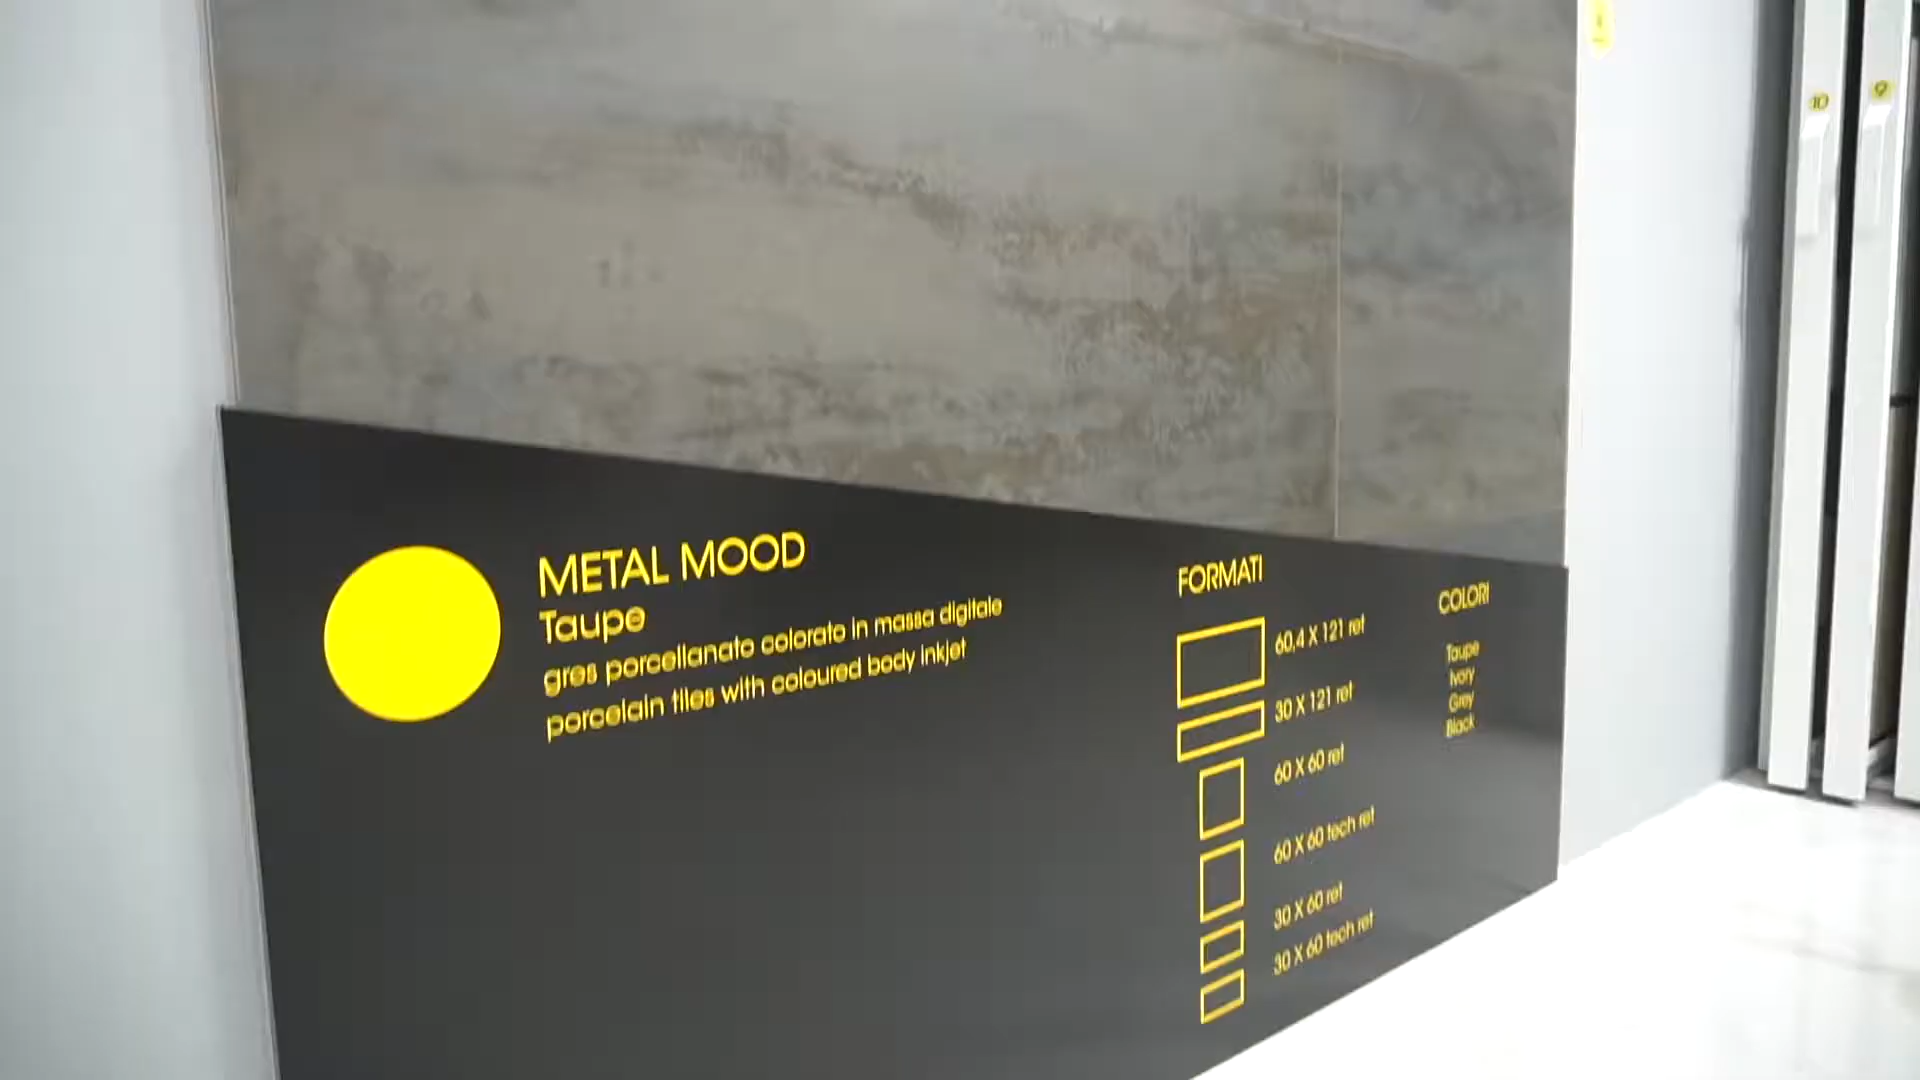 METAL MOOD
Taupe
gres porcellanato colorato in massa digitale
porcelain tiles with coloured body inkjet
FORMATI
60,4 X 121 ret
30 X 121 ret
60 X 60 ret
60 X 60 tech ret
30 X 60 ret
30 X 60 tech ret
COLORI
Taupe
Ivory
Grey
Black
10
9